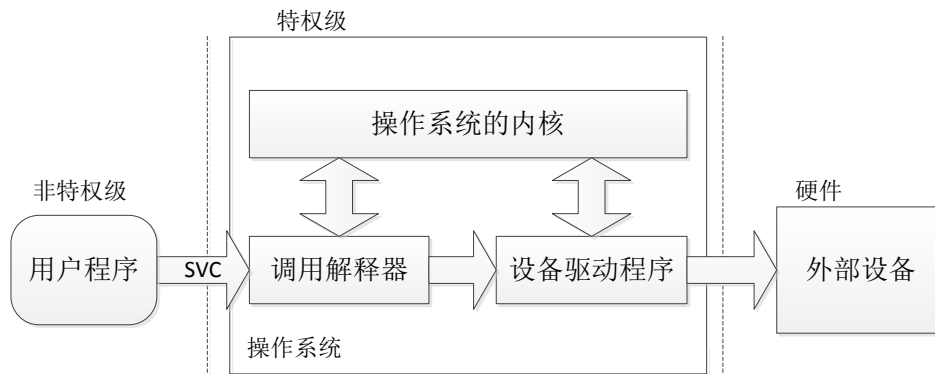 特权级
操作系统的内核
非特权级
硬件
用户程序
SVC
调用解释器
设备驱动程序
外部设备
操作系统